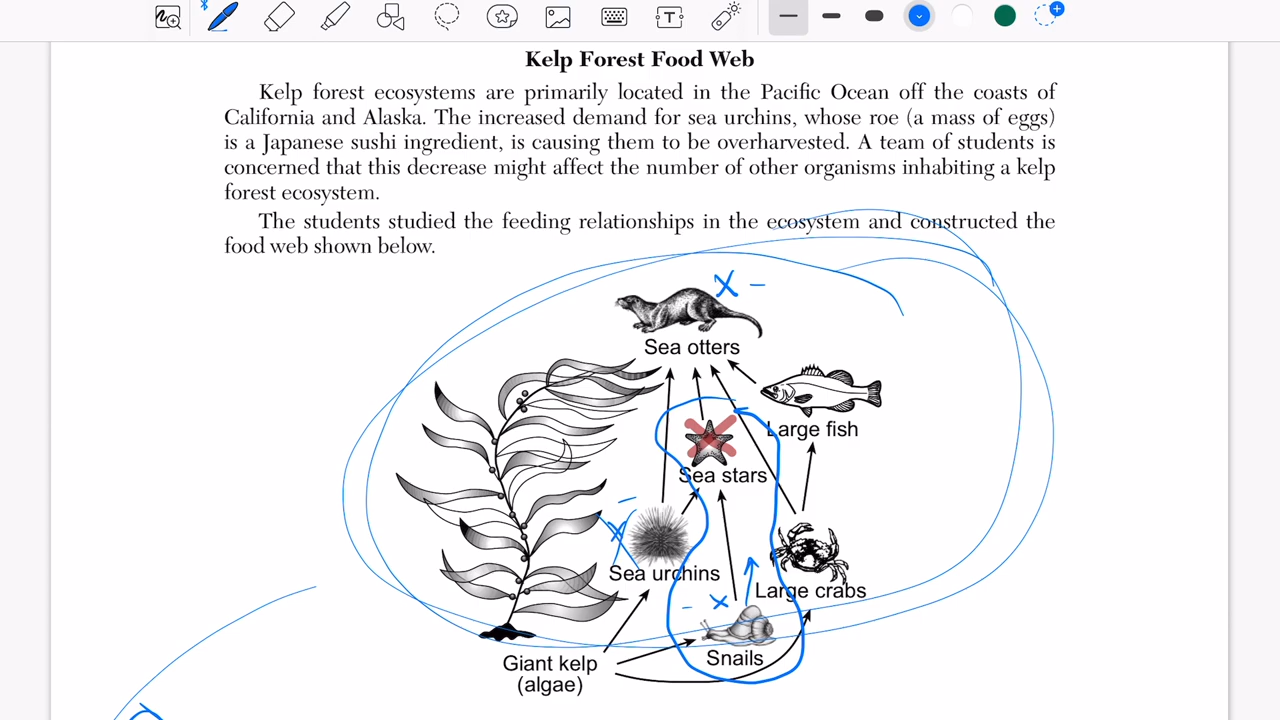 Kelp Forest Food Web
Kelp forest ecosystems are primarily located in the Pacific Ocean off the coasts of
California and Alaska. The increased demand for sea urchins, whose roe (a mass of eggs)
is a Japanese sushi ingredient, is causing them to be overharvested. A team of students is
concerned that this decrease might affect the number of other organisms inhabiting a kelp
forest ecosystem.
The students studied the feeding relationships in the ecosystem and constructed the
food web shown below.
X -
Sea otters
Large fish
Sea stars
X -
Sea urchins
Large crabs
- x
Snails
Giant kelp
(algae)